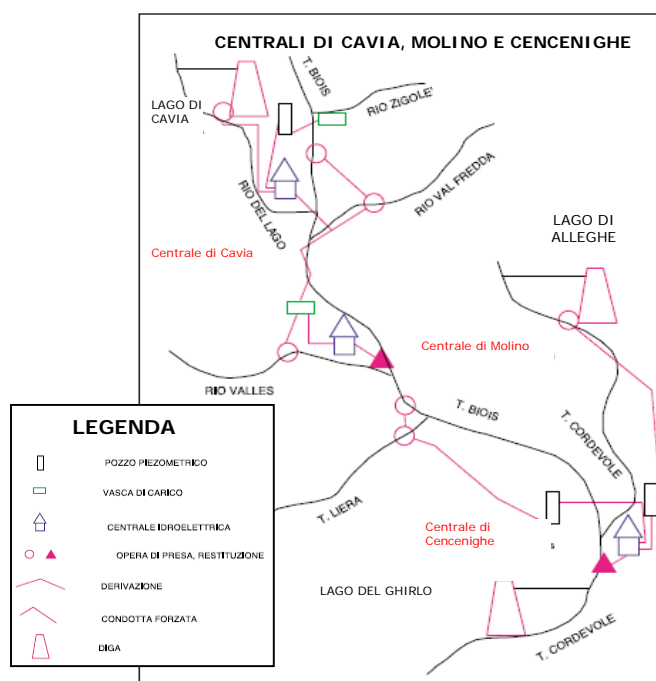 CENTRALI DI CAVIA, MOLINO E CENCENIGHE
T. BIOIS
RIO ZIGOLE'
LAGO DI
CAVIA
RIO VAL FREDDA
RIO DEL LAGO
LAGO DI
ALLEGHE
Centrale di Cavia
Centrale di Molino
RIO VALLES
T. BIOIS
T. CORDEVOLE
T. LIERA
Centrale di
Cencenighe
LAGO DEL GHIRLO
T. CORDEVOLE
LEGENDA
POZZO PIEZOMETRICO
VASCA DI CARICO
CENTRALE IDROELETTRICA
OPERA DI PRESA, RESTITUZIONE
DERIVAZIONE
CONDOTTA FORZATA
DIGA